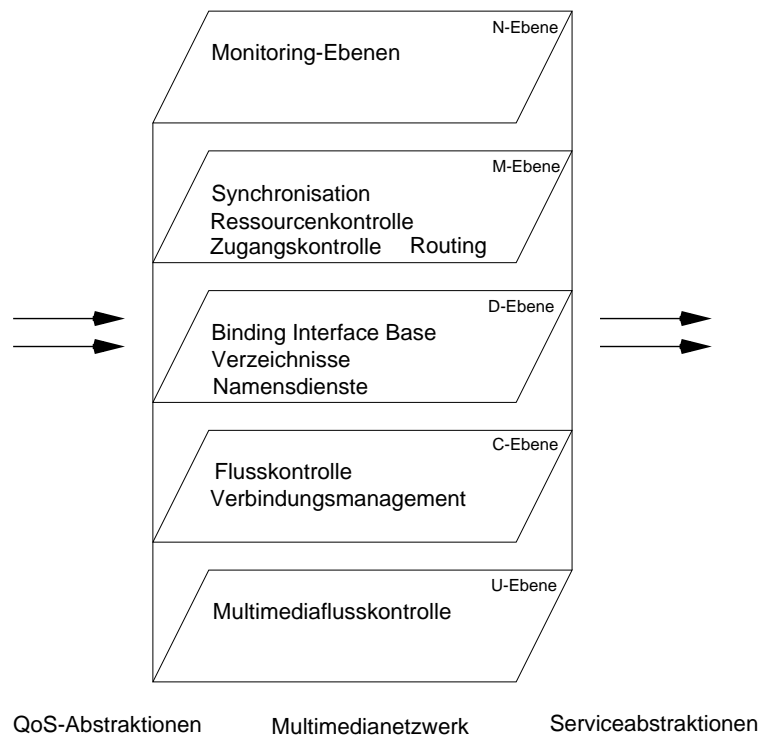 N-Ebene
Monitoring-Ebenen
M-Ebene
Synchronisation
Ressourcenkontrolle
Zugangskontrolle Routing
D-Ebene
Binding Interface Base
Verzeichnisse
Namensdienste
C-Ebene
Flusskontrolle
Verbindungsmanagement
U-Ebene
Multimediaflusskontrolle
QoS-Abstraktionen Multimedianetzwerk Serviceabstraktionen